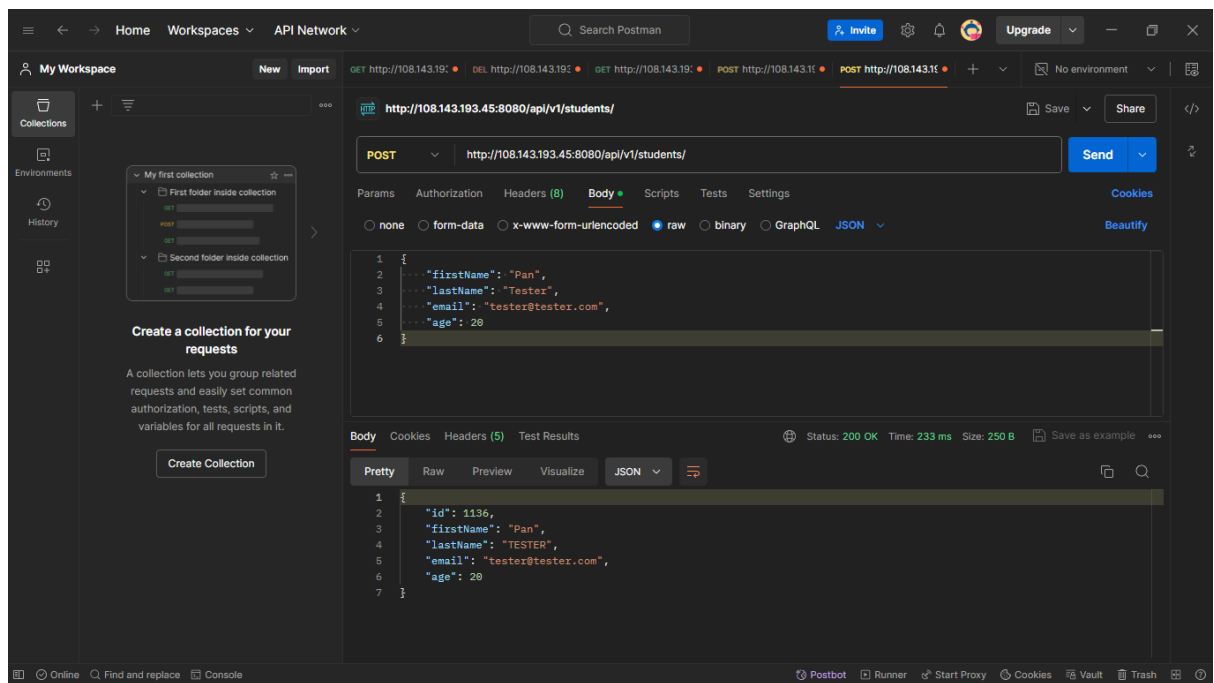 Home Workspaces API Network Search Postman Invite Upgrade
My Workspace New Import GET http://108.143.193 DEL http://108.143.193 GET http://108.143.193 POST http://108.143.19 POST http://108.143.19 No environment
http://108.143.193.45:8080/api/v1/students/ Save Share
Collections
Environments
History
My first collection
First folder inside collection
GET
POST
GET
Second folder inside collection
GET
GET
Create a collection for your
requests
A collection lets you group related
requests and easily set common
authorization, tests, scripts, and
variables for all requests in it.
Create Collection
POST http://108.143.193.45:8080/api/v1/students/ Send
Params Authorization Headers (8) Body Scripts Tests Settings Cookies
none form-data x-www-form-urlencoded raw binary GraphQL JSON Beautify
1 {
2 "firstName": "Pan",
3 "lastName": "Tester",
4 "email": "tester@tester.com",
5 "age": 20
6 }
Body Cookies Headers (5) Test Results Status: 200 OK Time: 233 ms Size: 250 B Save as example
Pretty Raw Preview Visualize JSON
1 {
2 "id": 1136,
3 "firstName": "Pan",
4 "lastName": "TESTER",
5 "email": "tester@tester.com",
6 "age": 20
7 }
Online Find and replace Console Postbot Runner Start Proxy Cookies Vault Trash